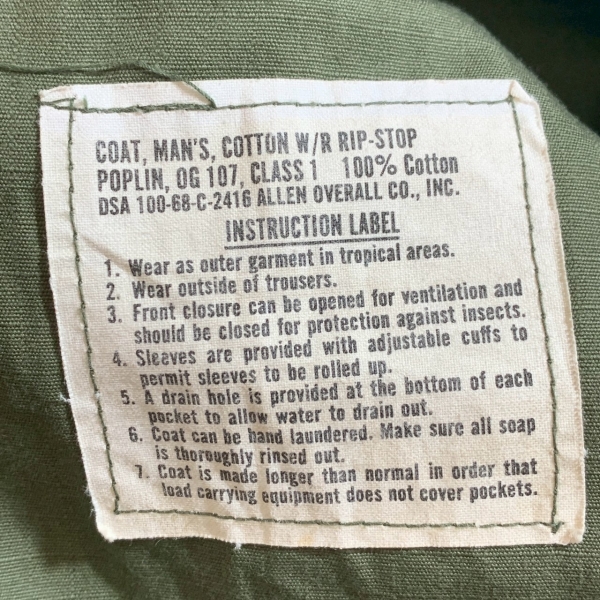 COAT, MAN'S, COTTON W/R RIP-STOP
POPLIN, OG 107, CLASS 1 100% Cotton
DSA 100-68-C-2416 ALLEN OVERALL CO., INC.
INSTRUCTION LABEL
1. Wear as outer garment in tropical areas.
2. Wear outside of trousers.
3. Front closure can be opened for ventilation and
should be closed for protection against insects.
4. Sleeves are provided with adjustable cuffs to
permit sleeves to be rolled up.
5. A drain hole is provided at the bottom of each
pocket to allow water to drain out.
6. Coat can be hand laundered. Make sure all soap
is thoroughly rinsed out.
7. Coat is made longer than normal in order that
load carrying equipment does not cover pockets.